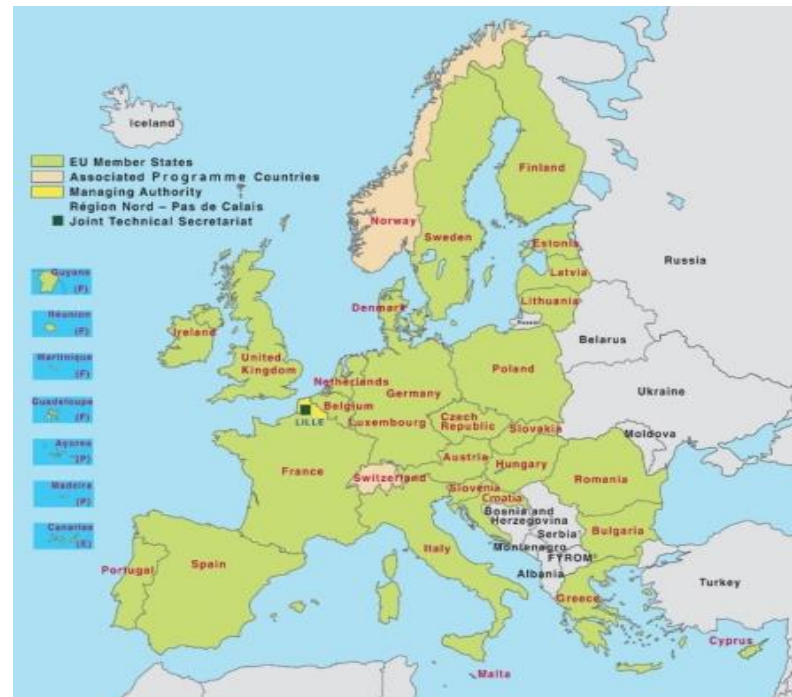 Iceland
EU Member States
Associated Programme Countries
Managing Authority
Région Nord – Pas de Calais
Joint Technical Secretariat
Finland
Norway
Sweden
Estonia
Russia
Latvia
Guyane
(F)
Lithuania
Denmark
Réunion
(F)
Russia
Ireland
Belarus
United
Kingdom
Martinique
(F)
Poland
Netherlands
Germany
Ukraine
Belgium
Guadeloupe
(F)
LILLE
Luxembourg
Czech
Republic
Slovakia
Moldova
Açores
(P)
Austria
Hungary
France
Switzerland
Romania
Slovenia
Madeira
(P)
Croatia
Bosnia and
Herzegovina
Canarias
(E)
Serbia
Bulgaria
Italy
Montenegro
FYROM
Portugal
Spain
Albania
Turkey
Greece
Cyprus
Malta